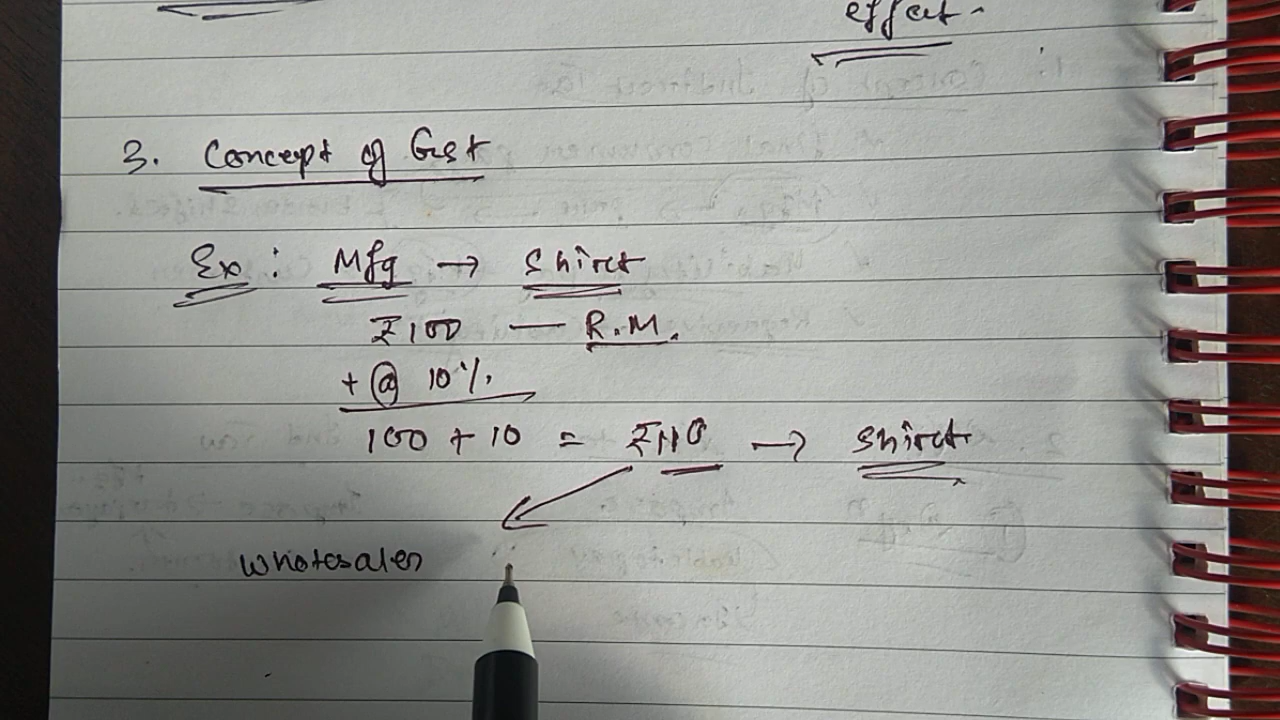 effect.
3. Concept of Gst
Ex : Mfg → Shirt
₹100 — R.M.
+ @ 10%.
100 + 10 = ₹110 → Shirt
Wholesaler